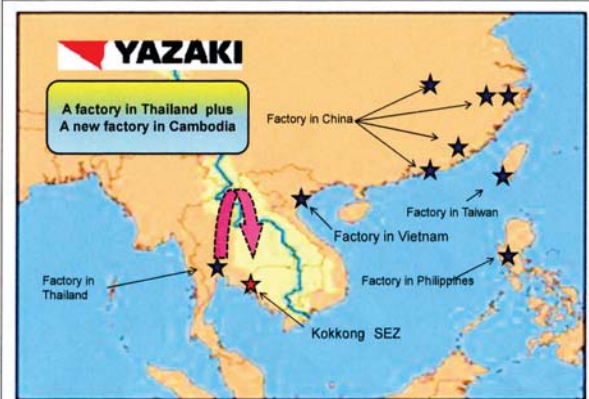 YAZAKI
A factory in Thailand plus
A new factory in Cambodia
Factory in China
Factory in Taiwan
Factory in Vietnam
Factory in
Thailand
Factory in Philippines
Kokkong SEZ